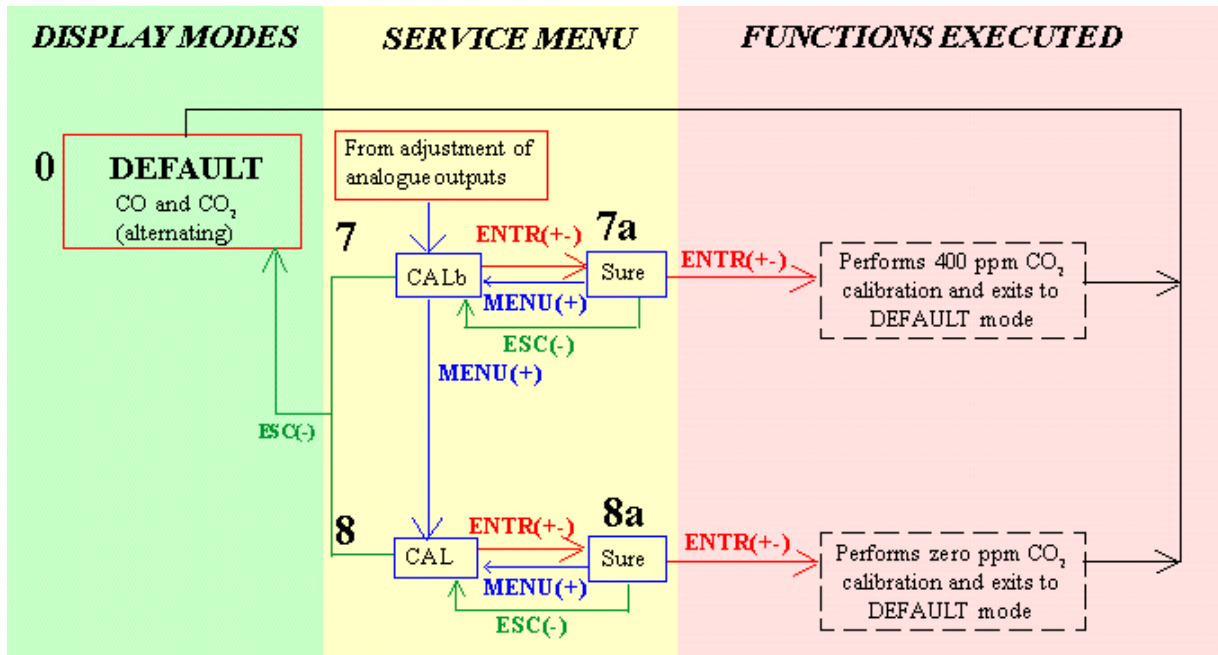 DISPLAY MODES
SERVICE MENU
FUNCTIONS EXECUTED
0
DEFAULT
CO and CO₂
(alternating)
From adjustment of
analogue outputs
7
CALb
ENTR(+-)
MENU(+)
ESC(-)
7a
Sure
ENTR(+-)
Performs 400 ppm CO₂
calibration and exits to
DEFAULT mode
MENU(+)
ESC(-)
8
CAL
ENTR(+-)
MENU(+)
ESC(-)
8a
Sure
ENTR(+-)
Performs zero ppm CO₂
calibration and exits to
DEFAULT mode